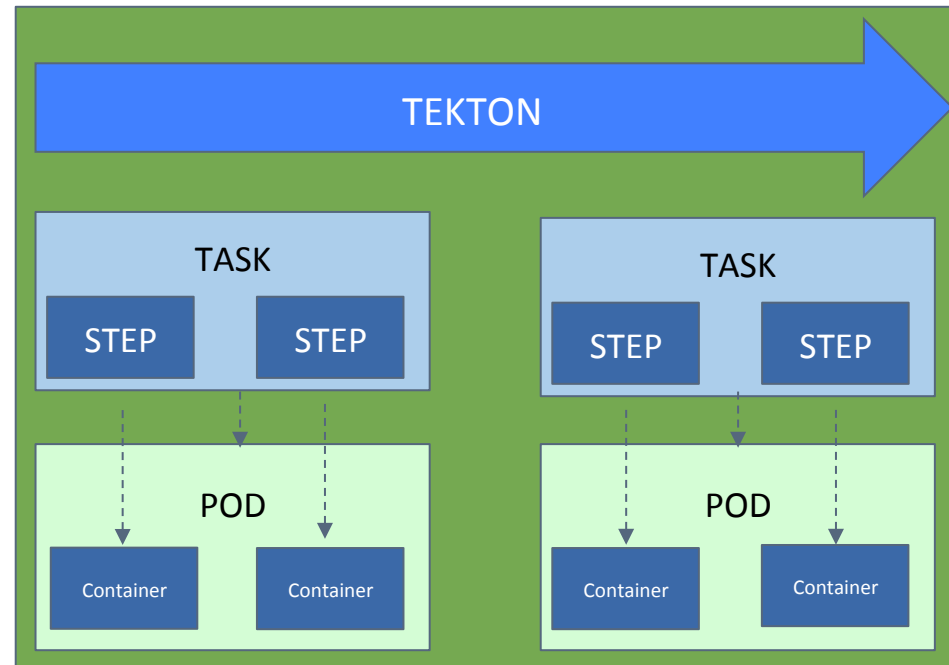 TEKTON
TASK
STEP
STEP
POD
Container
Container
TASK
STEP
STEP
POD
Container
Container